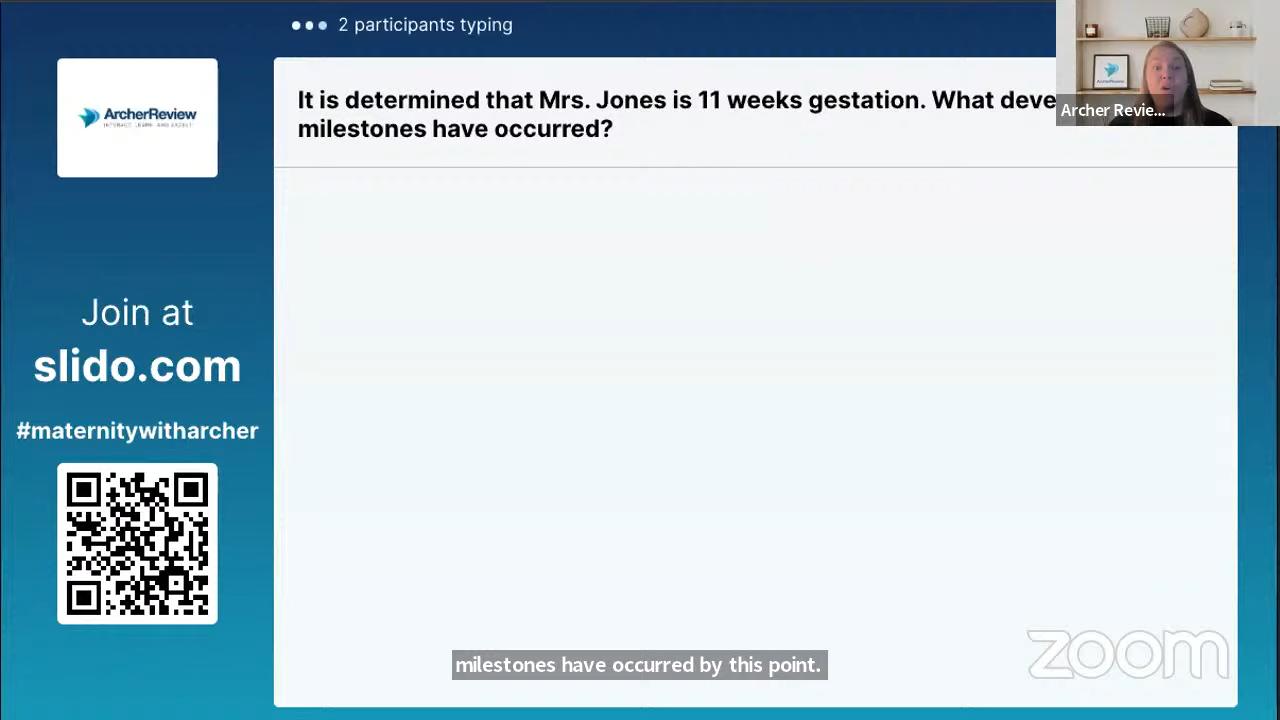 2 participants typing
ArcherReview
It is determined that Mrs. Jones is 11 weeks gestation. What deve
milestones have occurred?
Archer Revie...
Join at
slido.com
#maternitywitharcher
milestones have occurred by this point.
zoom